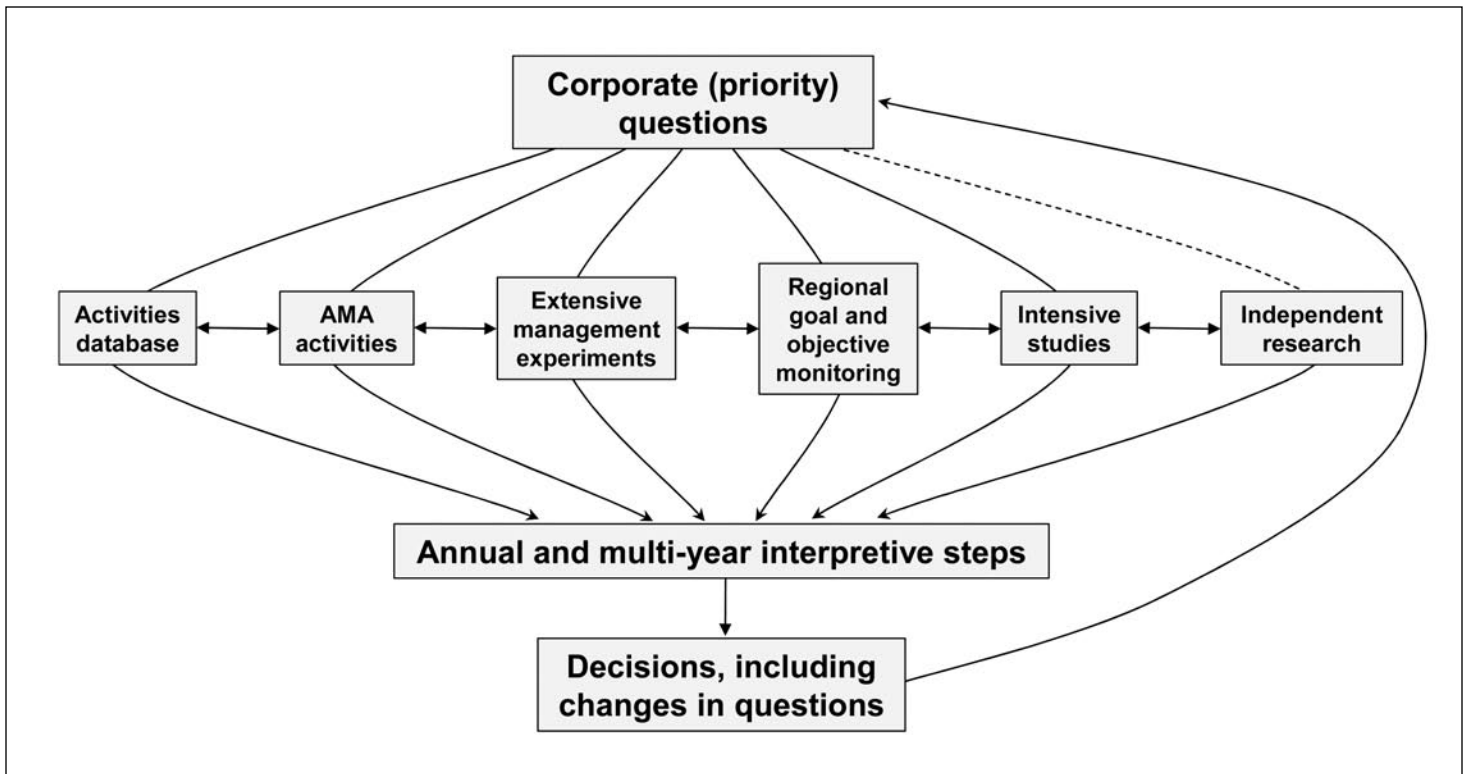 Corporate (priority)
questions
Activities
database
AMA
activities
Extensive
management
experiments
Regional
goal and
objective
monitoring
Intensive
studies
Independent
research
Annual and multi-year interpretive steps
Decisions, including
changes in questions